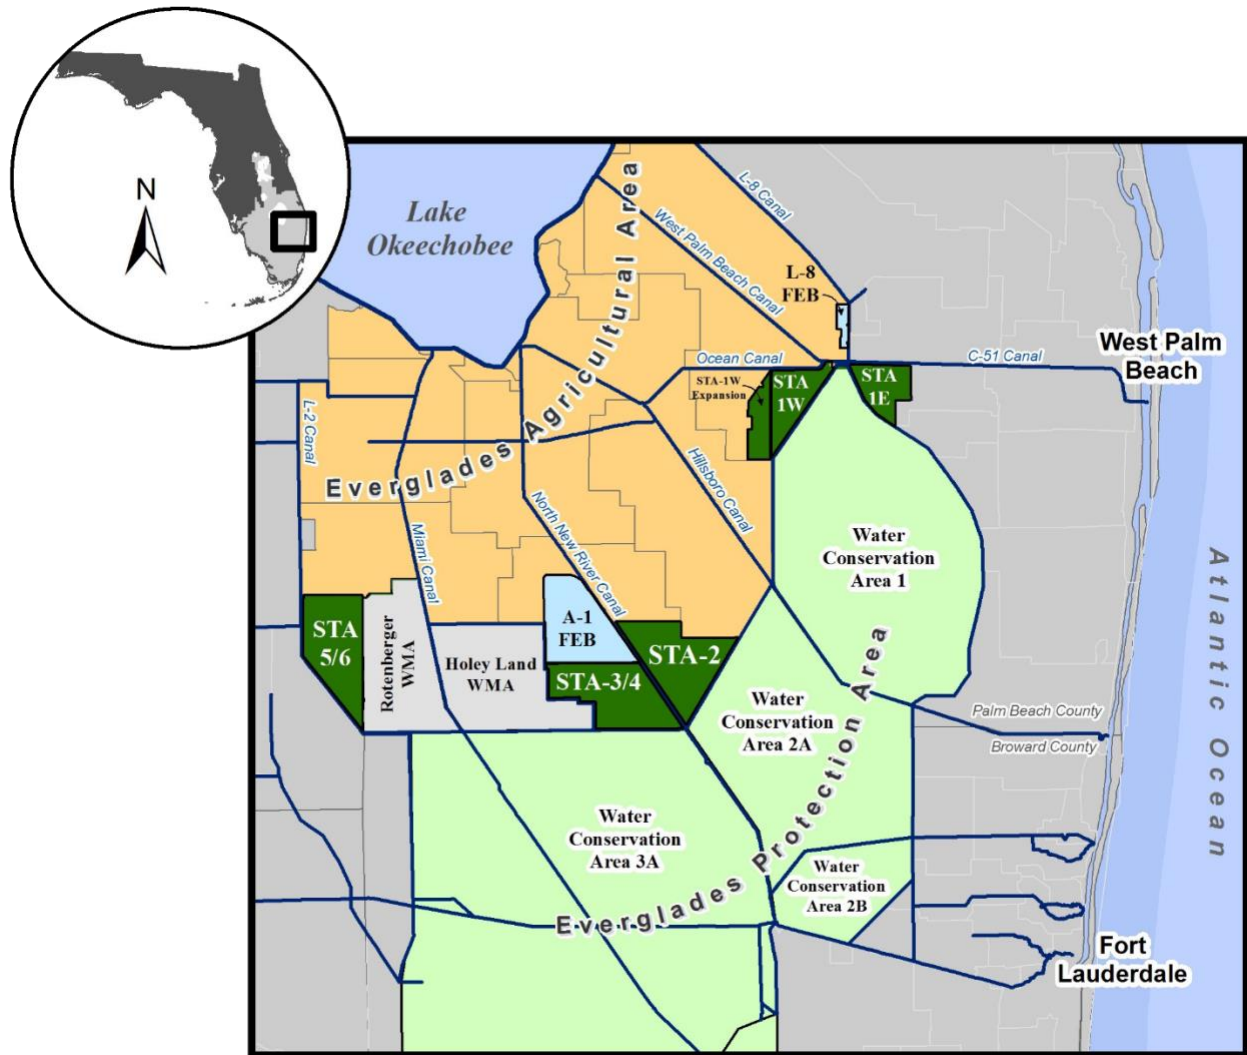 N
Lake
Okeechobee
Everglades Agricultural Area
L-8 Canal
West Palm Beach Canal
L-8
FEB
Ocean Canal
C-51 Canal
West Palm
Beach
STA-1W
Expansion
STA
1W
STA
1E
L-2 Canal
Miami Canal
North New River Canal
Hillsboro Canal
Water
Conservation
Area 1
Atlantic Ocean
STA
5/6
Rotenberger
WMA
Holey Land
WMA
A-1
FEB
STA-3/4
STA-2
Water
Conservation
Area 2A
Palm Beach County
Broward County
Water
Conservation
Area 3A
Everglades Protection Area
Water
Conservation
Area 2B
Fort
Lauderdale